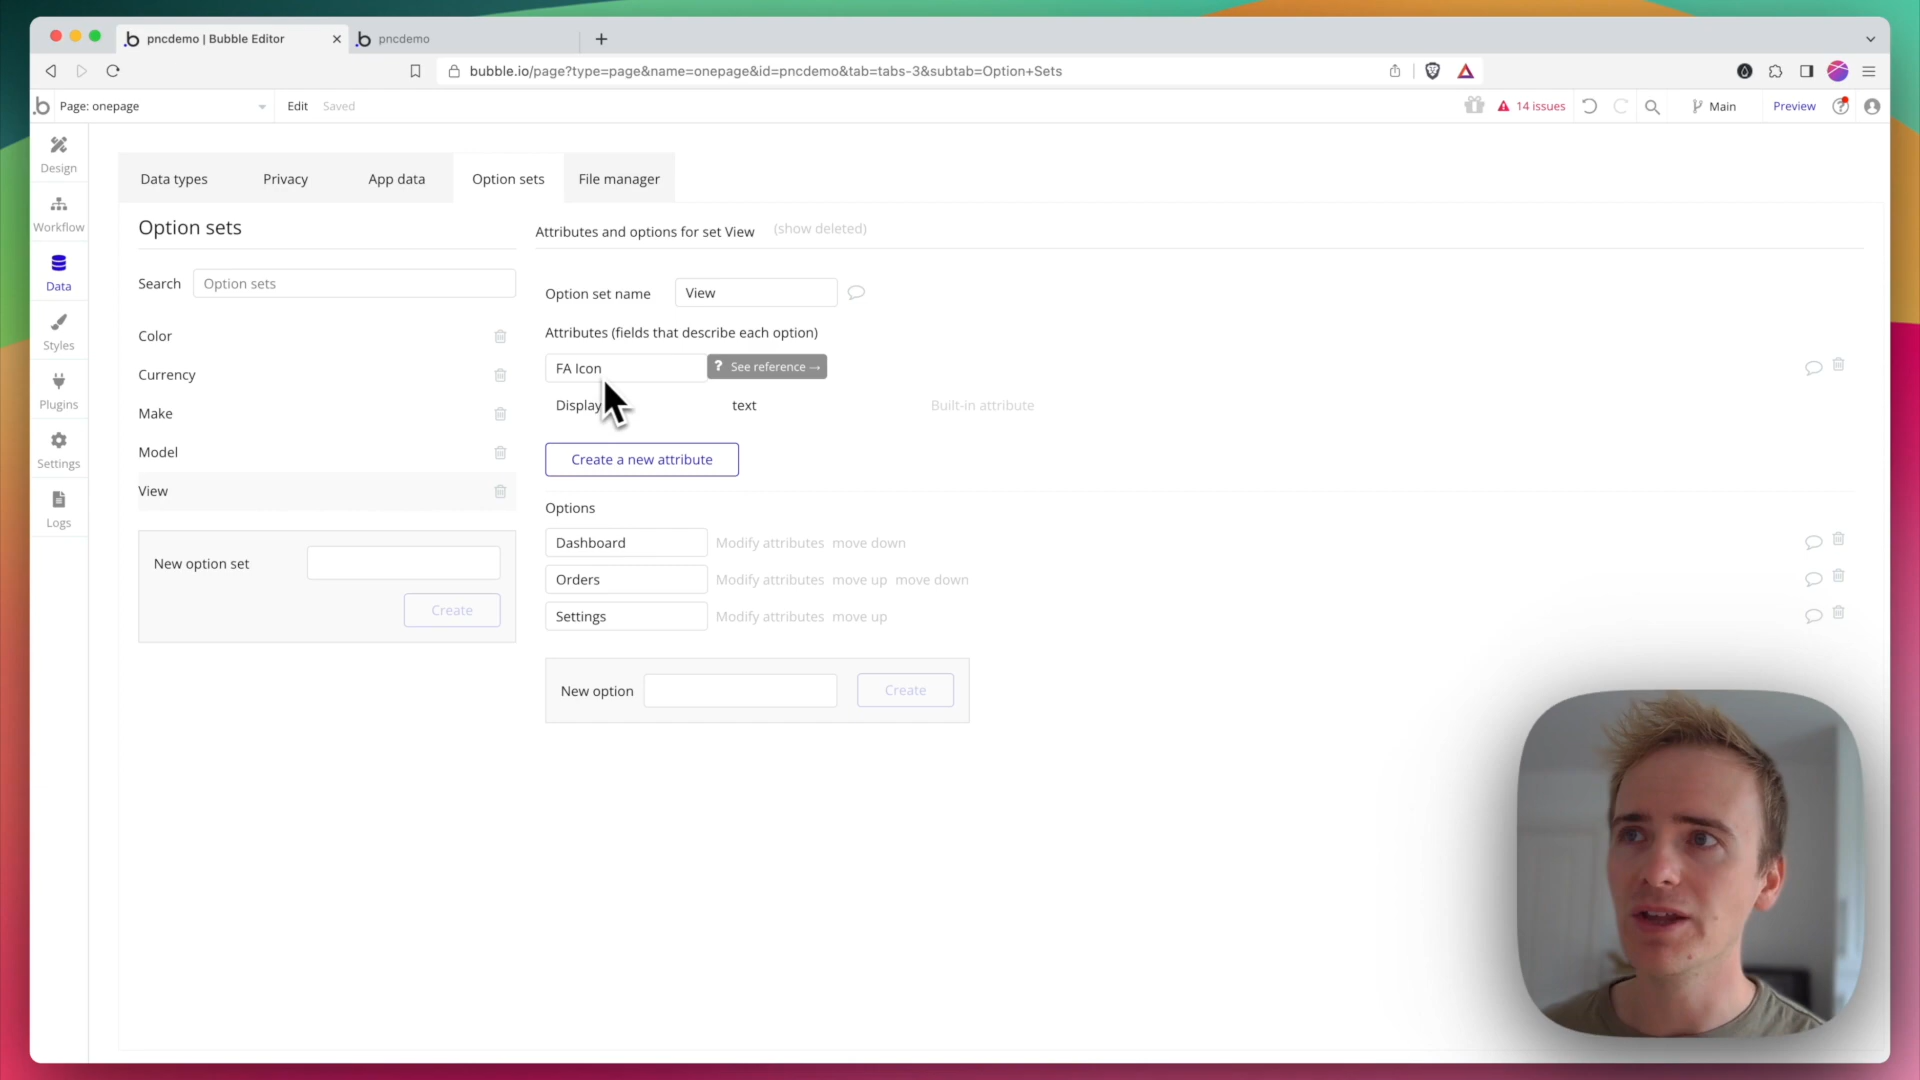 pncdemo | Bubble Editor
pncdemo
bubble.io/page?type=page&name=onepage&id=pncdemo&tab=tabs-3&subtab=Option+Sets
Page: onepage
Edit
Saved
14 issues
Main
Preview
Design
Workflow
Data
Styles
Plugins
Settings
Logs
Data types
Privacy
App data
Option sets
File manager
Option sets
Search
Option sets
Color
Currency
Make
Model
View
New option set
Create
Attributes and options for set View
(show deleted)
Option set name
View
Attributes (fields that describe each option)
FA Icon
? See reference →
Display
text
Built-in attribute
Create a new attribute
Options
Dashboard
Modify attributes move down
Orders
Modify attributes move up move down
Settings
Modify attributes move up
New option
Create